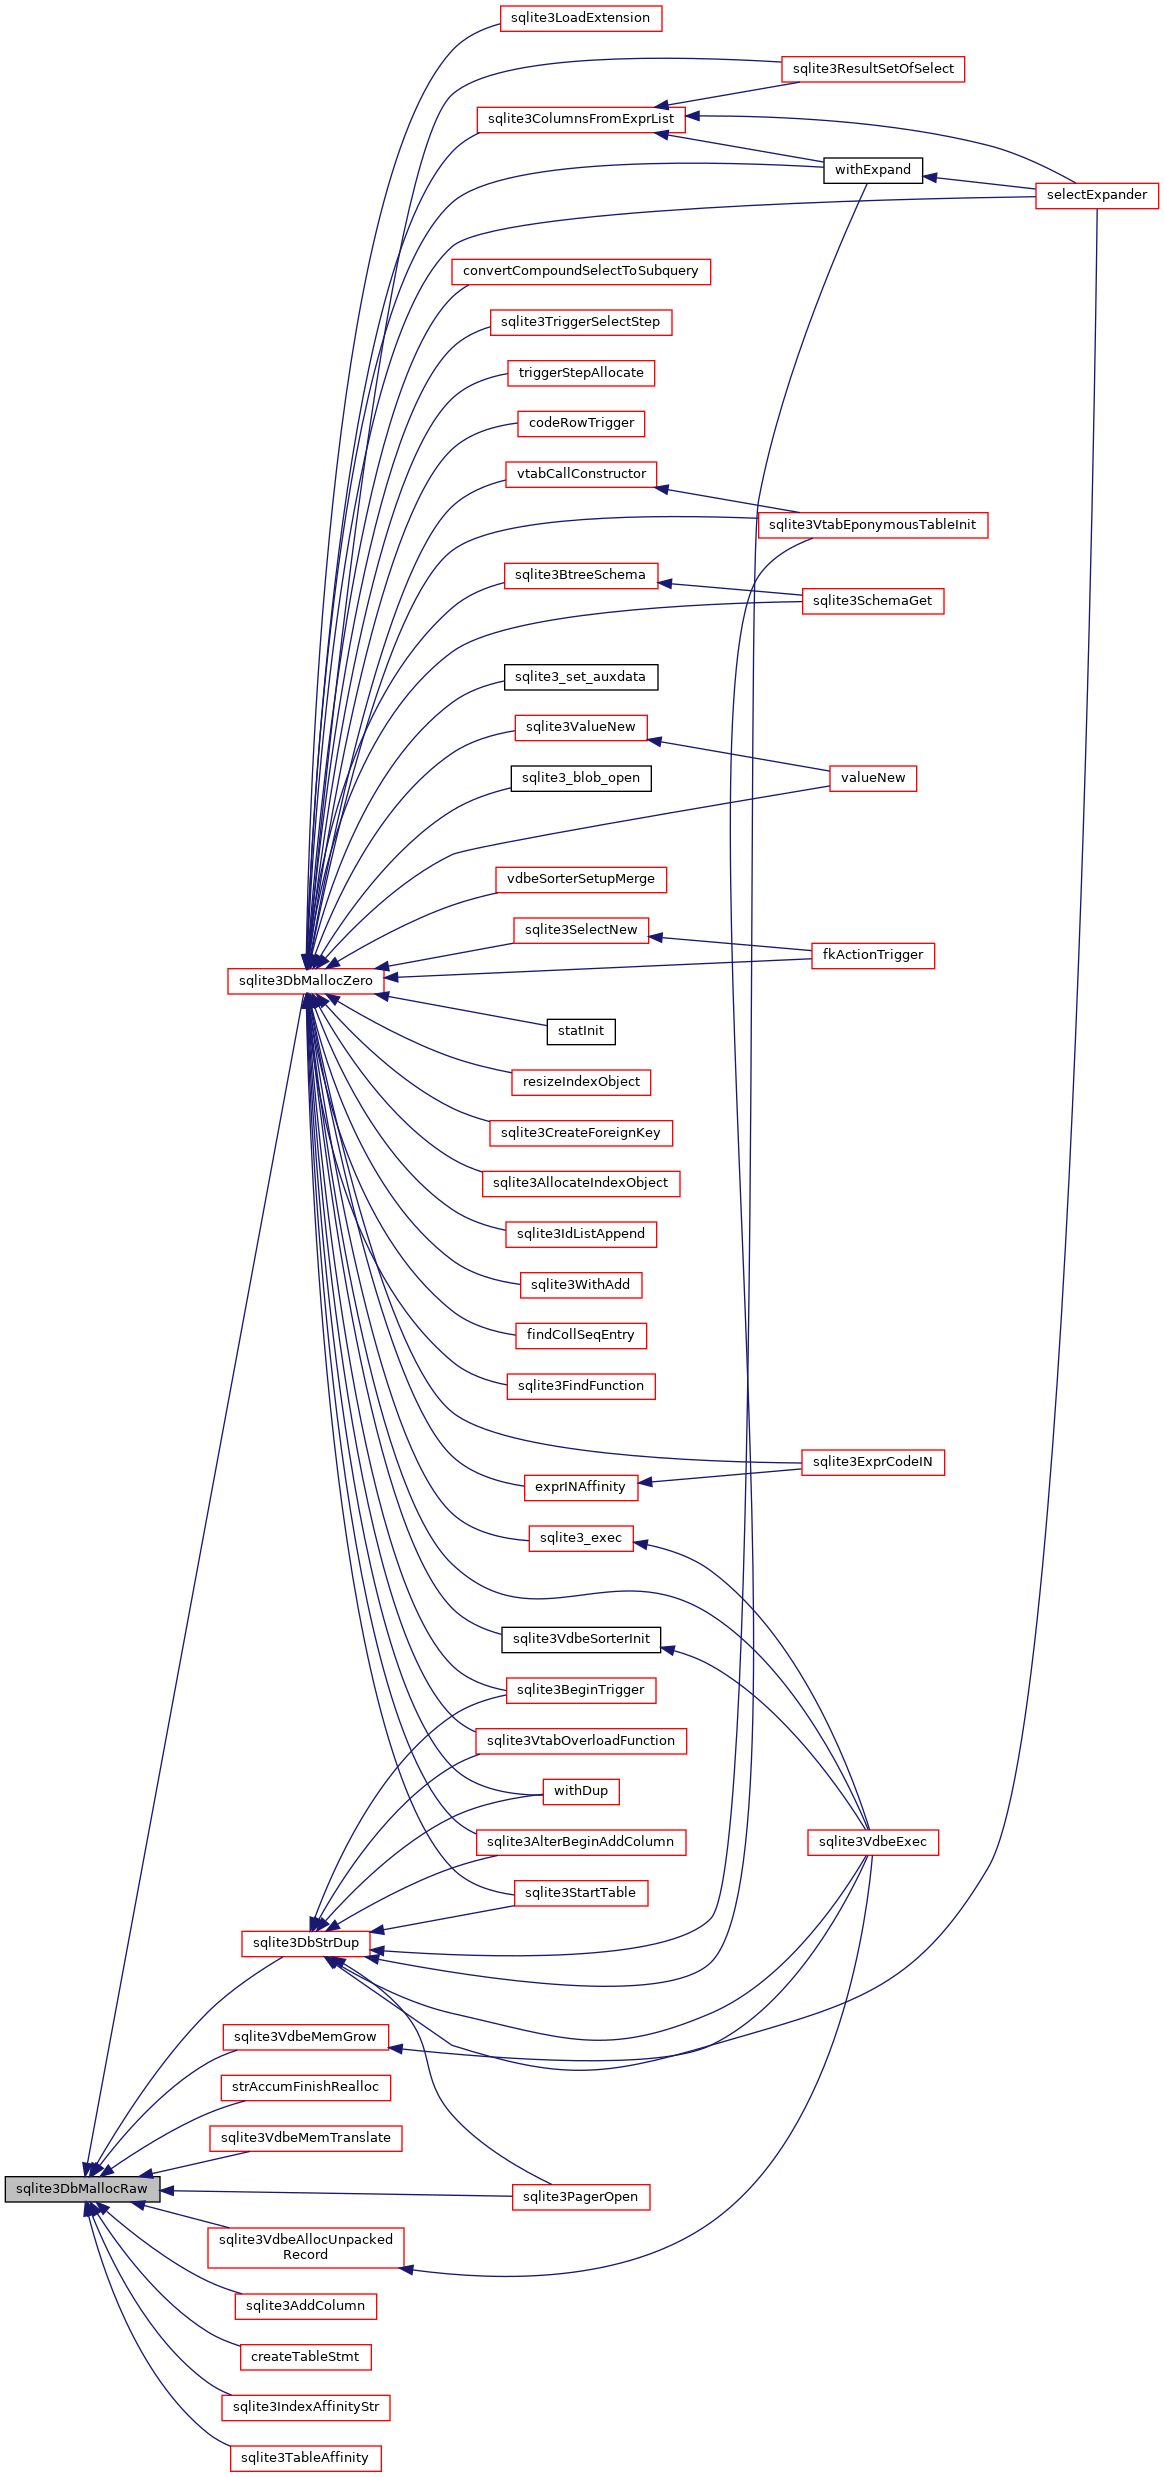 sqlite3LoadExtension
sqlite3ResultSetOfSelect
sqlite3ColumnsFromExprList
withExpand
selectExpander
convertCompoundSelectToSubquery
sqlite3TriggerSelectStep
triggerStepAllocate
codeRowTrigger
vtabCallConstructor
sqlite3VtabEponymousTableInit
sqlite3BtreeSchema
sqlite3SchemaGet
sqlite3_set_auxdata
sqlite3ValueNew
sqlite3_blob_open
valueNew
vdbeSorterSetupMerge
sqlite3SelectNew
fkActionTrigger
sqlite3DbMallocZero
statInit
resizeIndexObject
sqlite3CreateForeignKey
sqlite3AllocateIndexObject
sqlite3IdListAppend
sqlite3WithAdd
findCollSeqEntry
sqlite3FindFunction
sqlite3ExprCodeIN
exprINAffinity
sqlite3_exec
sqlite3VdbeSorterInit
sqlite3BeginTrigger
sqlite3VtabOverloadFunction
withDup
sqlite3AlterBeginAddColumn
sqlite3VdbeExec
sqlite3StartTable
sqlite3DbStrDup
sqlite3VdbeMemGrow
strAccumFinishRealloc
sqlite3VdbeMemTranslate
sqlite3DbMallocRaw
sqlite3PagerOpen
sqlite3VdbeAllocUnpacked
Record
sqlite3AddColumn
createTableStmt
sqlite3IndexAffinityStr
sqlite3TableAffinity